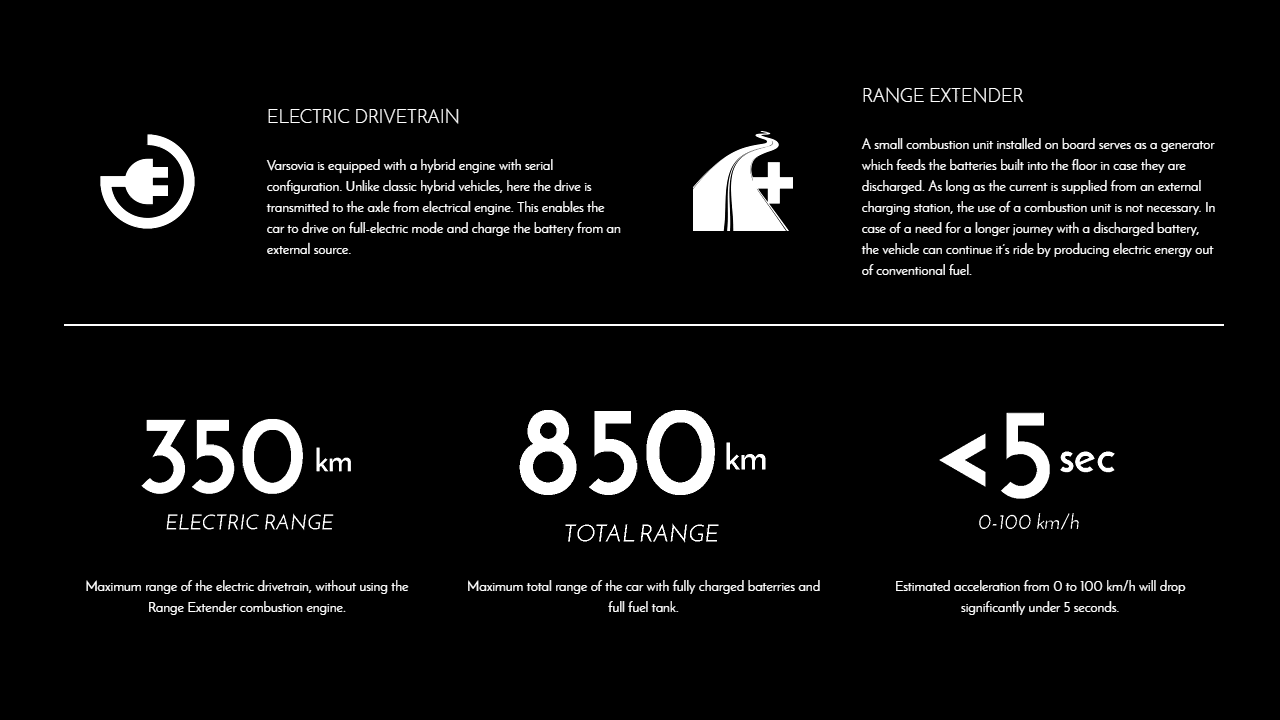 ELECTRIC DRIVETRAIN
Varsovia is equipped with a hybrid engine with serial
configuration. Unlike classic hybrid vehicles, here the drive is
transmitted to the axle from electrical engine. This enables the
car to drive on full-electric mode and charge the battery from an
external source.
RANGE EXTENDER
A small combustion unit installed on board serves as a generator
which feeds the batteries built into the floor in case they are
discharged. As long as the current is supplied from an external
charging station, the use of a combustion unit is not necessary. In
case of a need for a longer journey with a discharged battery,
the vehicle can continue it´s ride by producing electric energy out
of conventional fuel.
350 km
ELECTRIC RANGE
Maximum range of the electric drivetrain, without using the
Range Extender combustion engine.
850 km
TOTAL RANGE
Maximum total range of the car with fully charged baterries and
full fuel tank.
<5 sec
0-100 km/h
Estimated acceleration from 0 to 100 km/h will drop
significantly under 5 seconds.